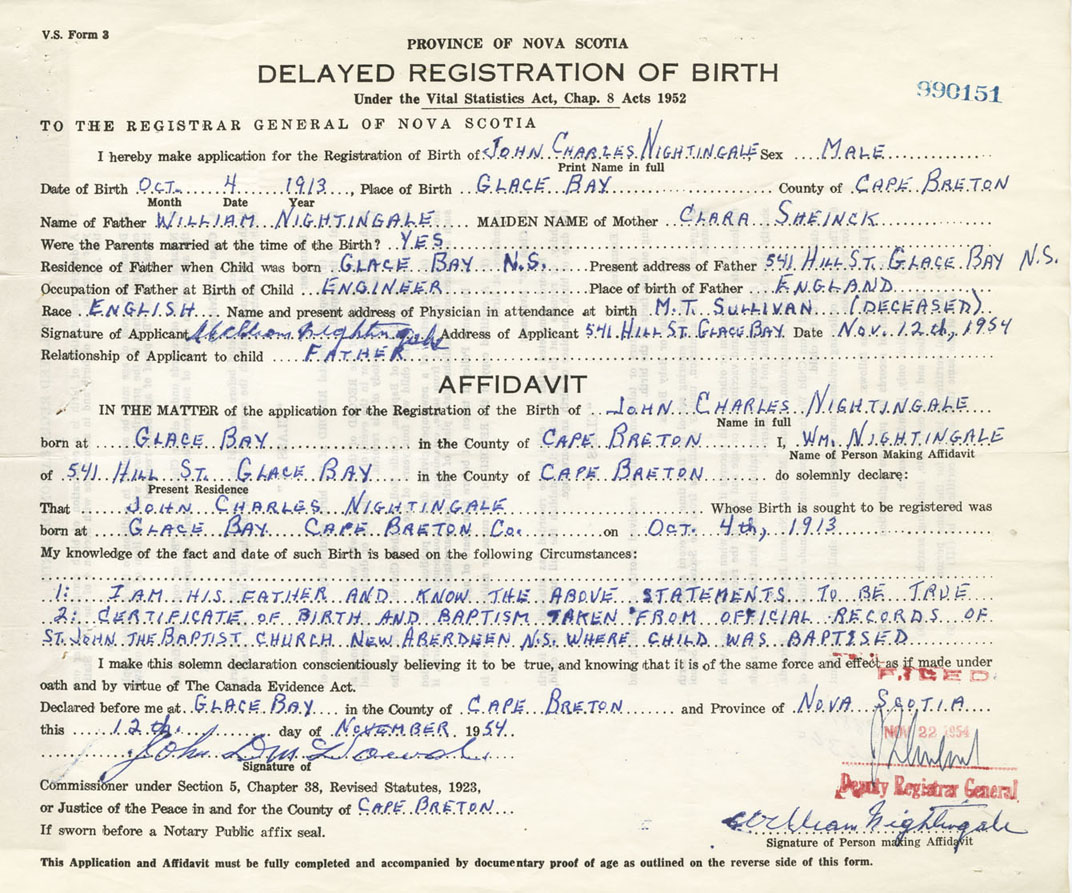 V.S. Form 3
PROVINCE OF NOVA SCOTIA
DELAYED REGISTRATION OF BIRTH
Under the Vital Statistics Act, Chap. 8 Acts 1952
990151
TO THE REGISTRAR GENERAL OF NOVA SCOTIA
I hereby make application for the Registration of Birth of JOHN CHARLES NIGHTINGALE Sex MALE
Print Name in full
Date of Birth OCT. 4 1913, Place of Birth GLACE BAY County of CAPE BRETON
Month Date Year
Name of Father WILLIAM NIGHTINGALE MAIDEN NAME of Mother CLARA SHEINCK
Were the Parents married at the time of the Birth? YES
Residence of Father when Child was born GLACE BAY N.S. Present address of Father 541 HILL ST. GLACE BAY N.S.
Occupation of Father at Birth of Child ENGINEER Place of birth of Father ENGLAND
Race ENGLISH Name and present address of Physician in attendance at birth M.T. SULLIVAN (DECEASED)
Signature of Applicant William Nightingale Address of Applicant 541 HILL ST. GLACE BAY Date NOV. 12th, 1954
Relationship of Applicant to child FATHER
AFFIDAVIT
IN THE MATTER of the application for the Registration of the Birth of JOHN CHARLES NIGHTINGALE
Name in full
born at GLACE BAY in the County of CAPE BRETON I, WM. NIGHTINGALE
Name of Person Making Affidavit
of 541 HILL ST. GLACE BAY in the County of CAPE BRETON do solemnly declare:
Present Residence
That JOHN CHARLES NIGHTINGALE Whose Birth is sought to be registered was
born at GLACE BAY CAPE BRETON CO. on OCT. 4th, 1913
My knowledge of the fact and date of such Birth is based on the following Circumstances:
1: I AM HIS FATHER AND KNOW THE ABOVE STATEMENTS TO BE TRUE
2: CERTIFICATE OF BIRTH AND BAPTISM TAKEN FROM OFFICIAL RECORDS OF
ST. JOHN THE BAPTIST CHURCH NEW ABERDEEN N.S. WHERE CHILD WAS BAPTISED
I make this solemn declaration conscientiously believing it to be true, and knowing that it is of the same force and effect as if made under
oath and by virtue of The Canada Evidence Act.
FILED
Declared before me at GLACE BAY in the County of CAPE BRETON and Province of NOVA SCOTIA
this 12th. day of NOVEMBER 1954
NOV 22 1954
John D
Signature of
Deputy Registrar General
Commissioner under Section 5, Chapter 38, Revised Statutes, 1923,
or Justice of the Peace in and for the County of CAPE BRETON
William Nightingale
Signature of Person making Affidavit
If sworn before a Notary Public affix seal.
This Application and Affidavit must be fully completed and accompanied by documentary proof of age as outlined on the reverse side of this form.